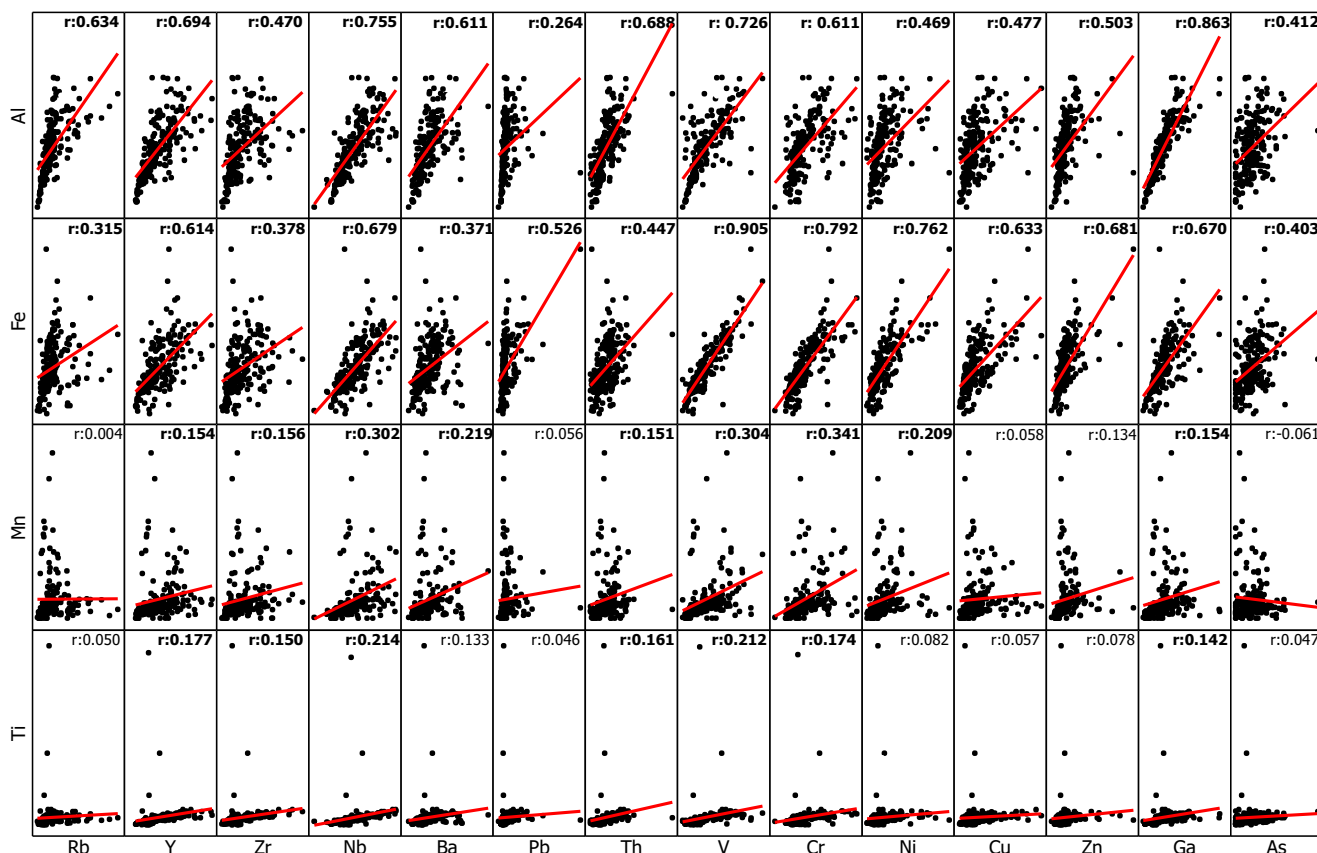 r:0.634 r:0.694 r:0.470 r:0.755 r:0.611 r:0.264 r:0.688 r:0.726 r: 0.611 r:0.469 r:0.477 r:0.503 r:0.863 r:0.412
Al
r:0.315 r:0.614 r:0.378 r:0.679 r:0.371 r:0.526 r:0.447 r:0.905 r:0.792 r:0.762 r:0.633 r:0.681 r:0.670 r:0.403
Fe
r:0.004 r:0.154 r:0.156 r:0.302 r:0.219 r:0.056 r:0.151 r:0.304 r:0.341 r:0.209 r:0.058 r:0.134 r:0.154 r:-0.061
Mn
r:0.050 r:0.177 r:0.150 r:0.214 r:0.133 r:0.046 r:0.161 r:0.212 r:0.174 r:0.082 r:0.057 r:0.078 r:0.142 r:0.047
Ti
Rb Y Zr Nb Ba Pb Th V Cr Ni Cu Zn Ga As